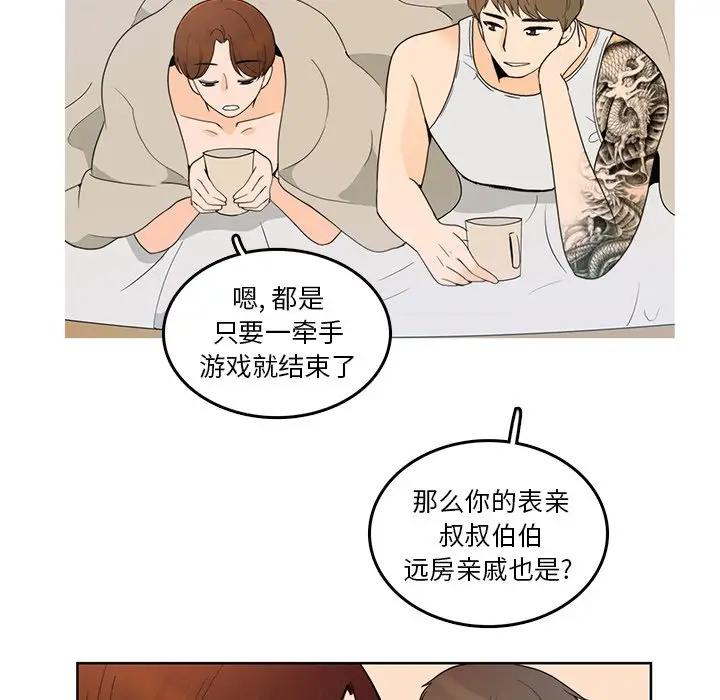 嗯, 都是
只要一牵手
游戏就结束了
那么你的表亲
叔叔伯伯
远房亲戚也是?